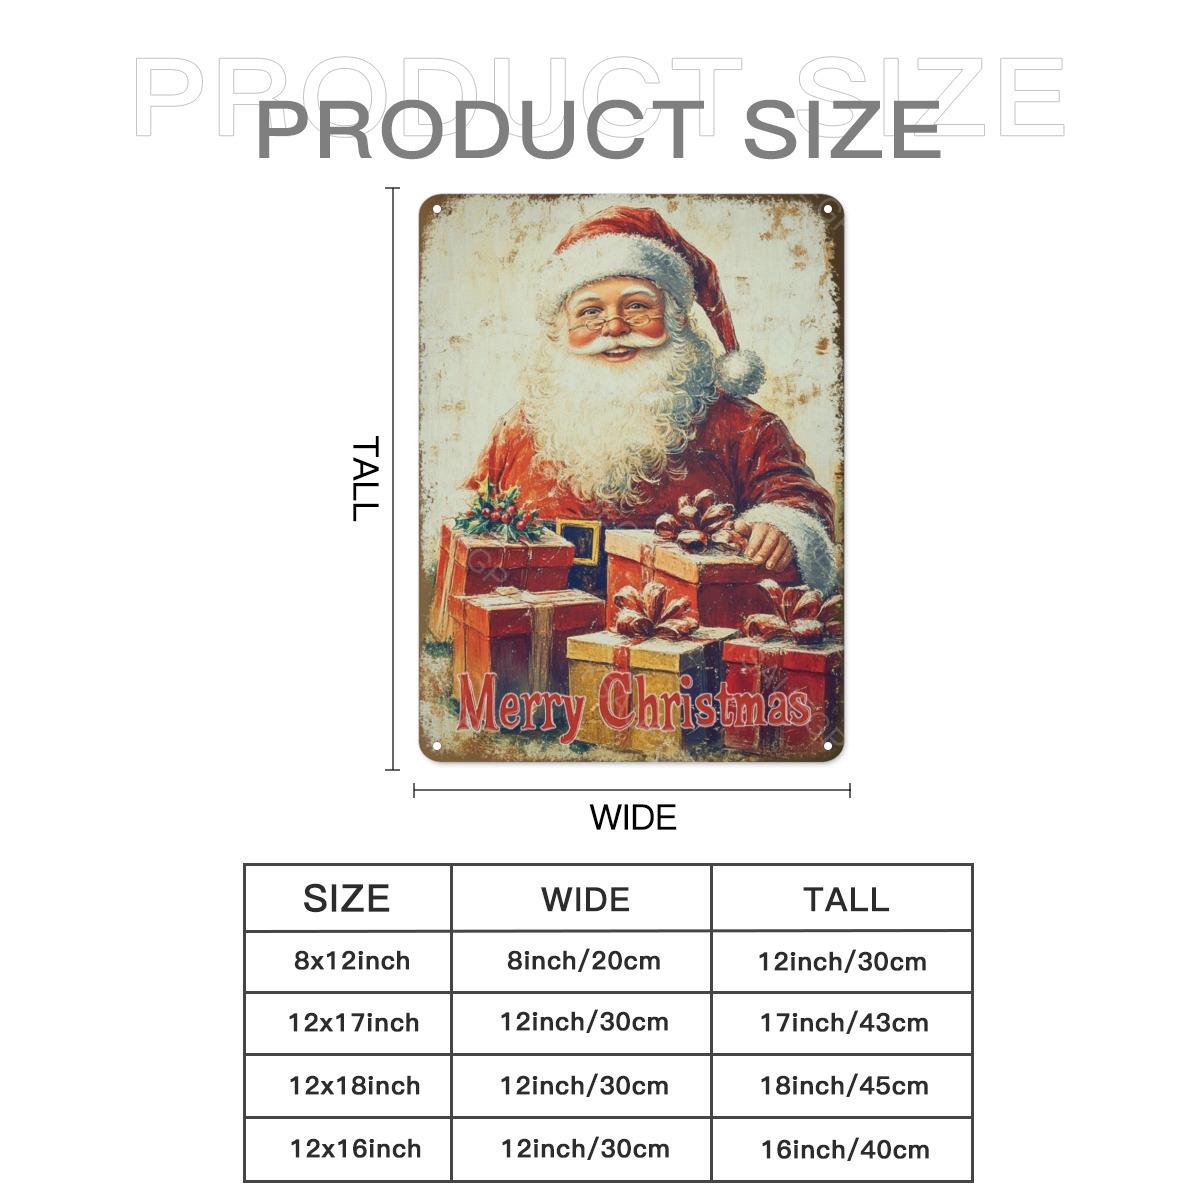 PRODUCT SIZE
PRODUCT SIZE
TALL
Merry Christmas
WIDE
SIZE WIDE TALL
8x12inch 8inch/20cm 12inch/30cm
12x17inch 12inch/30cm 17inch/43cm
12x18inch 12inch/30cm 18inch/45cm
12x16inch 12inch/30cm 16inch/40cm